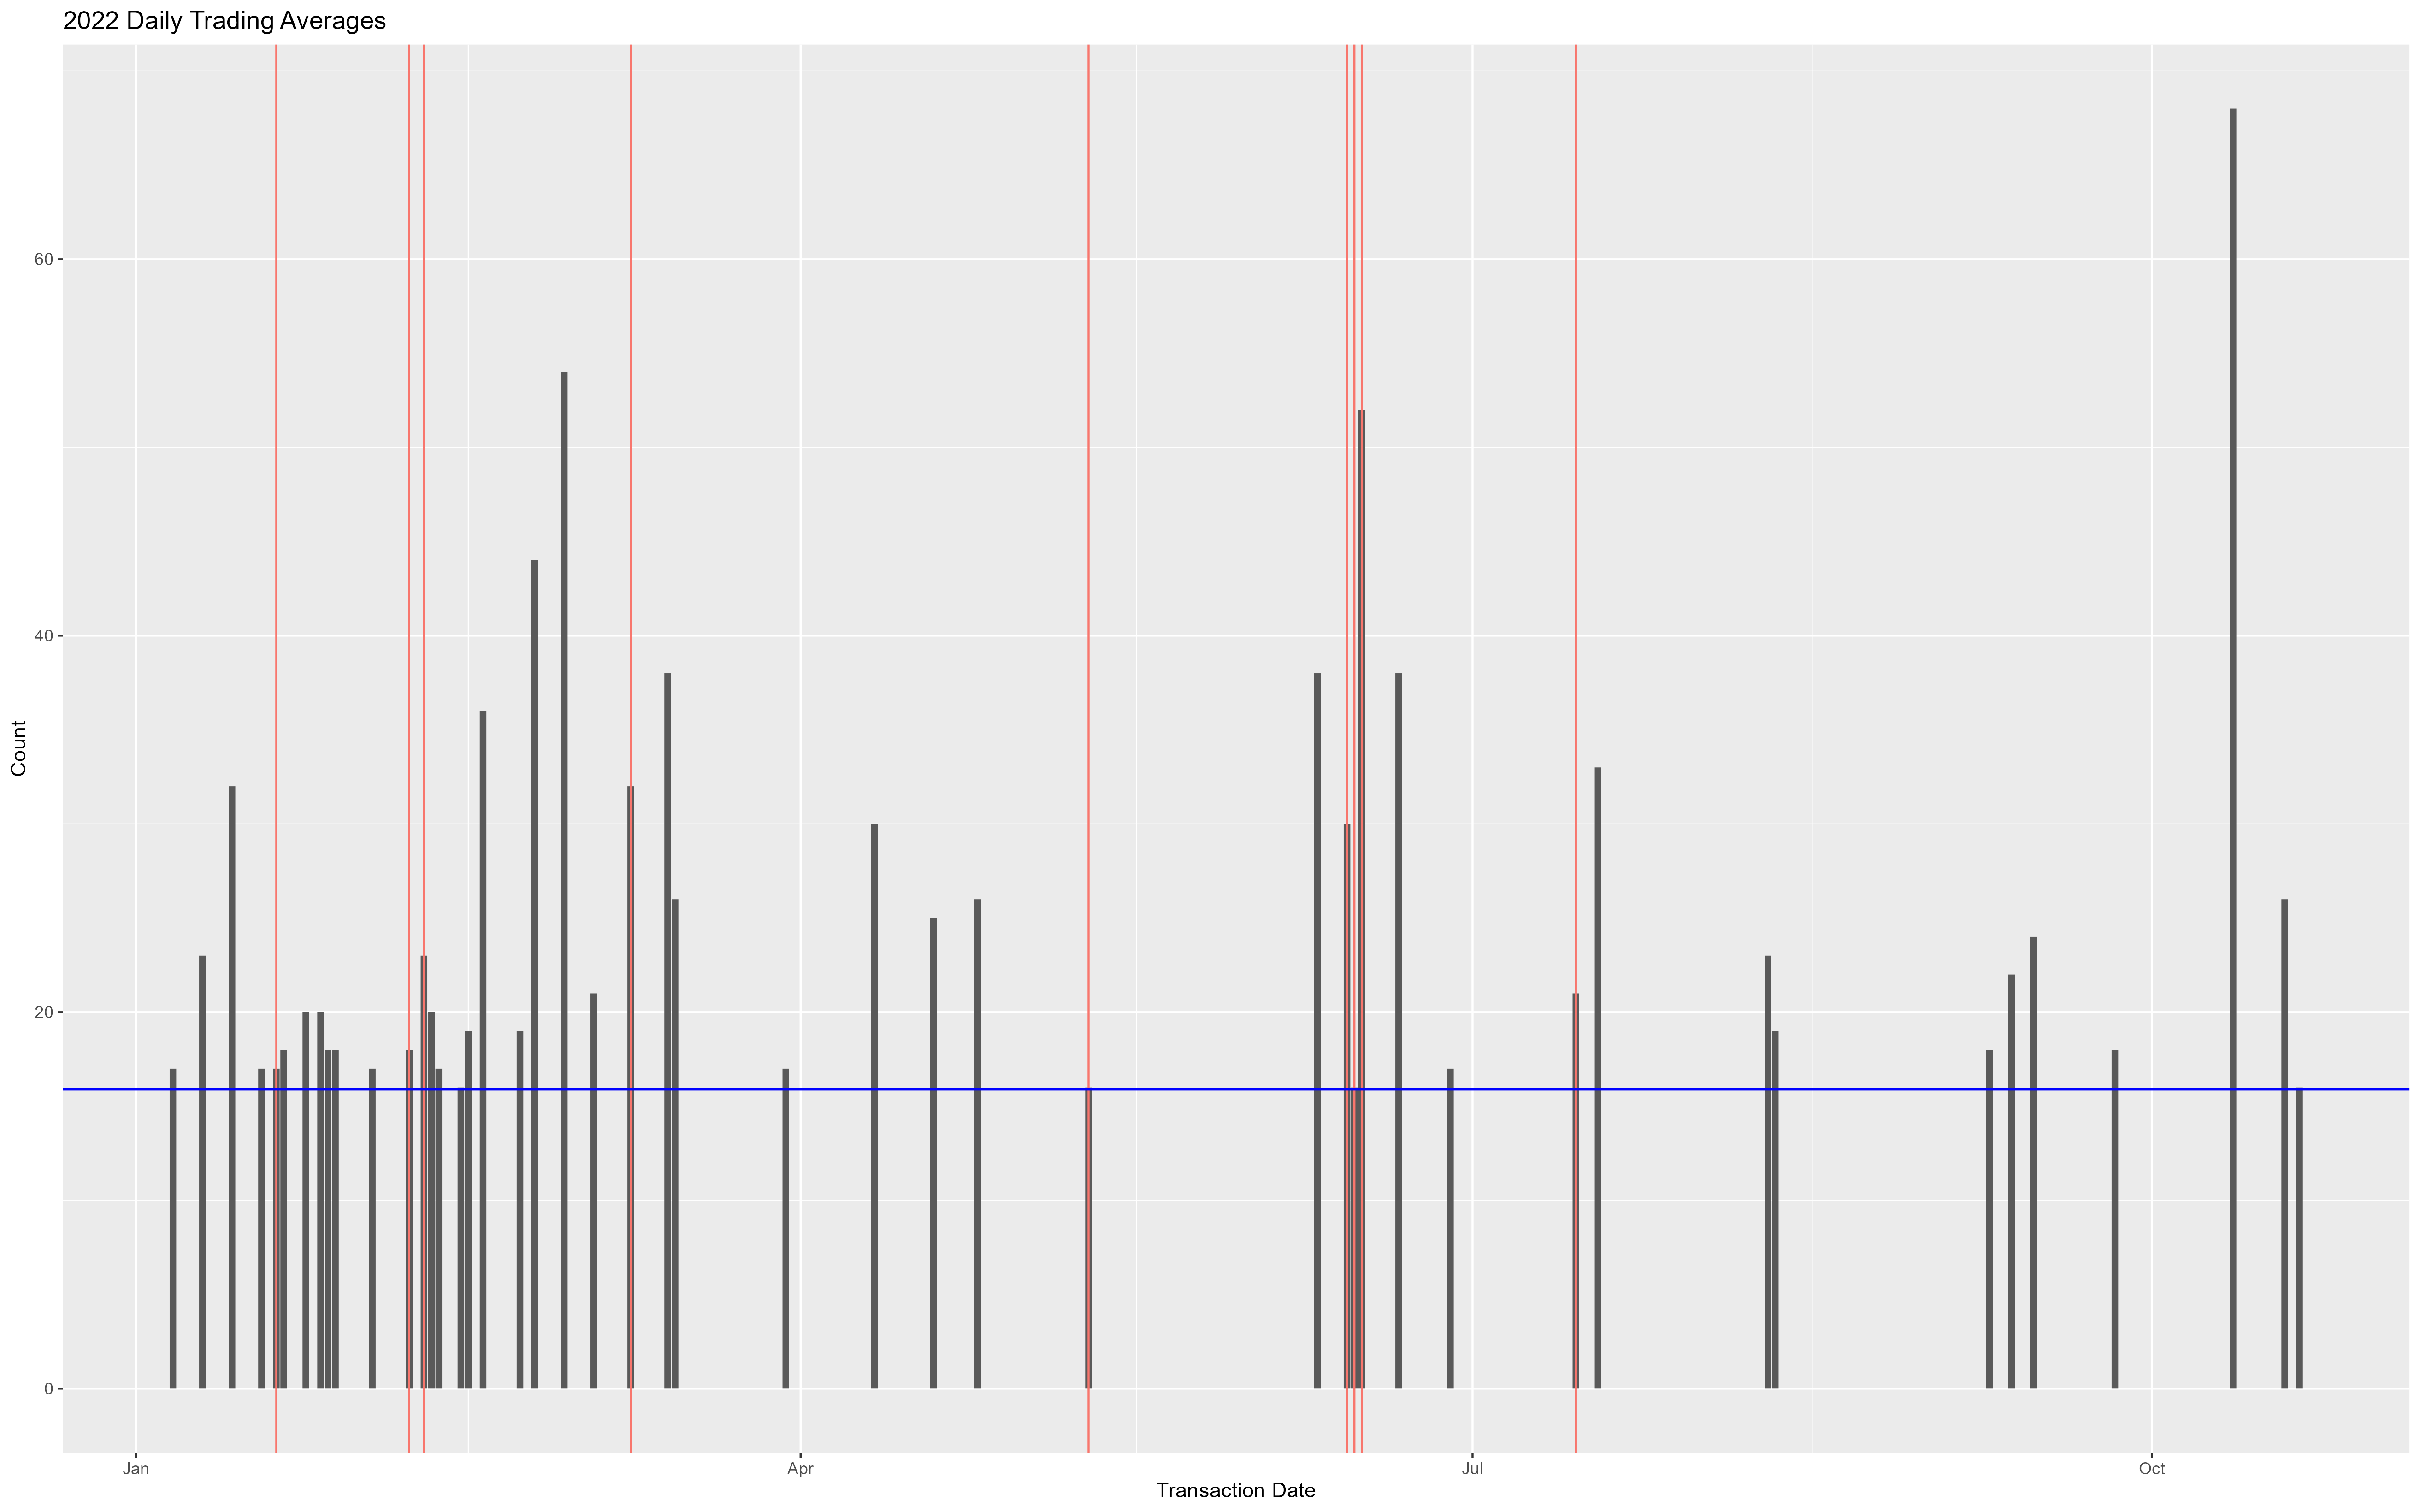 2022 Daily Trading Averages
60
40
20
0
Count
Jan
Apr
Jul
Oct
Transaction Date